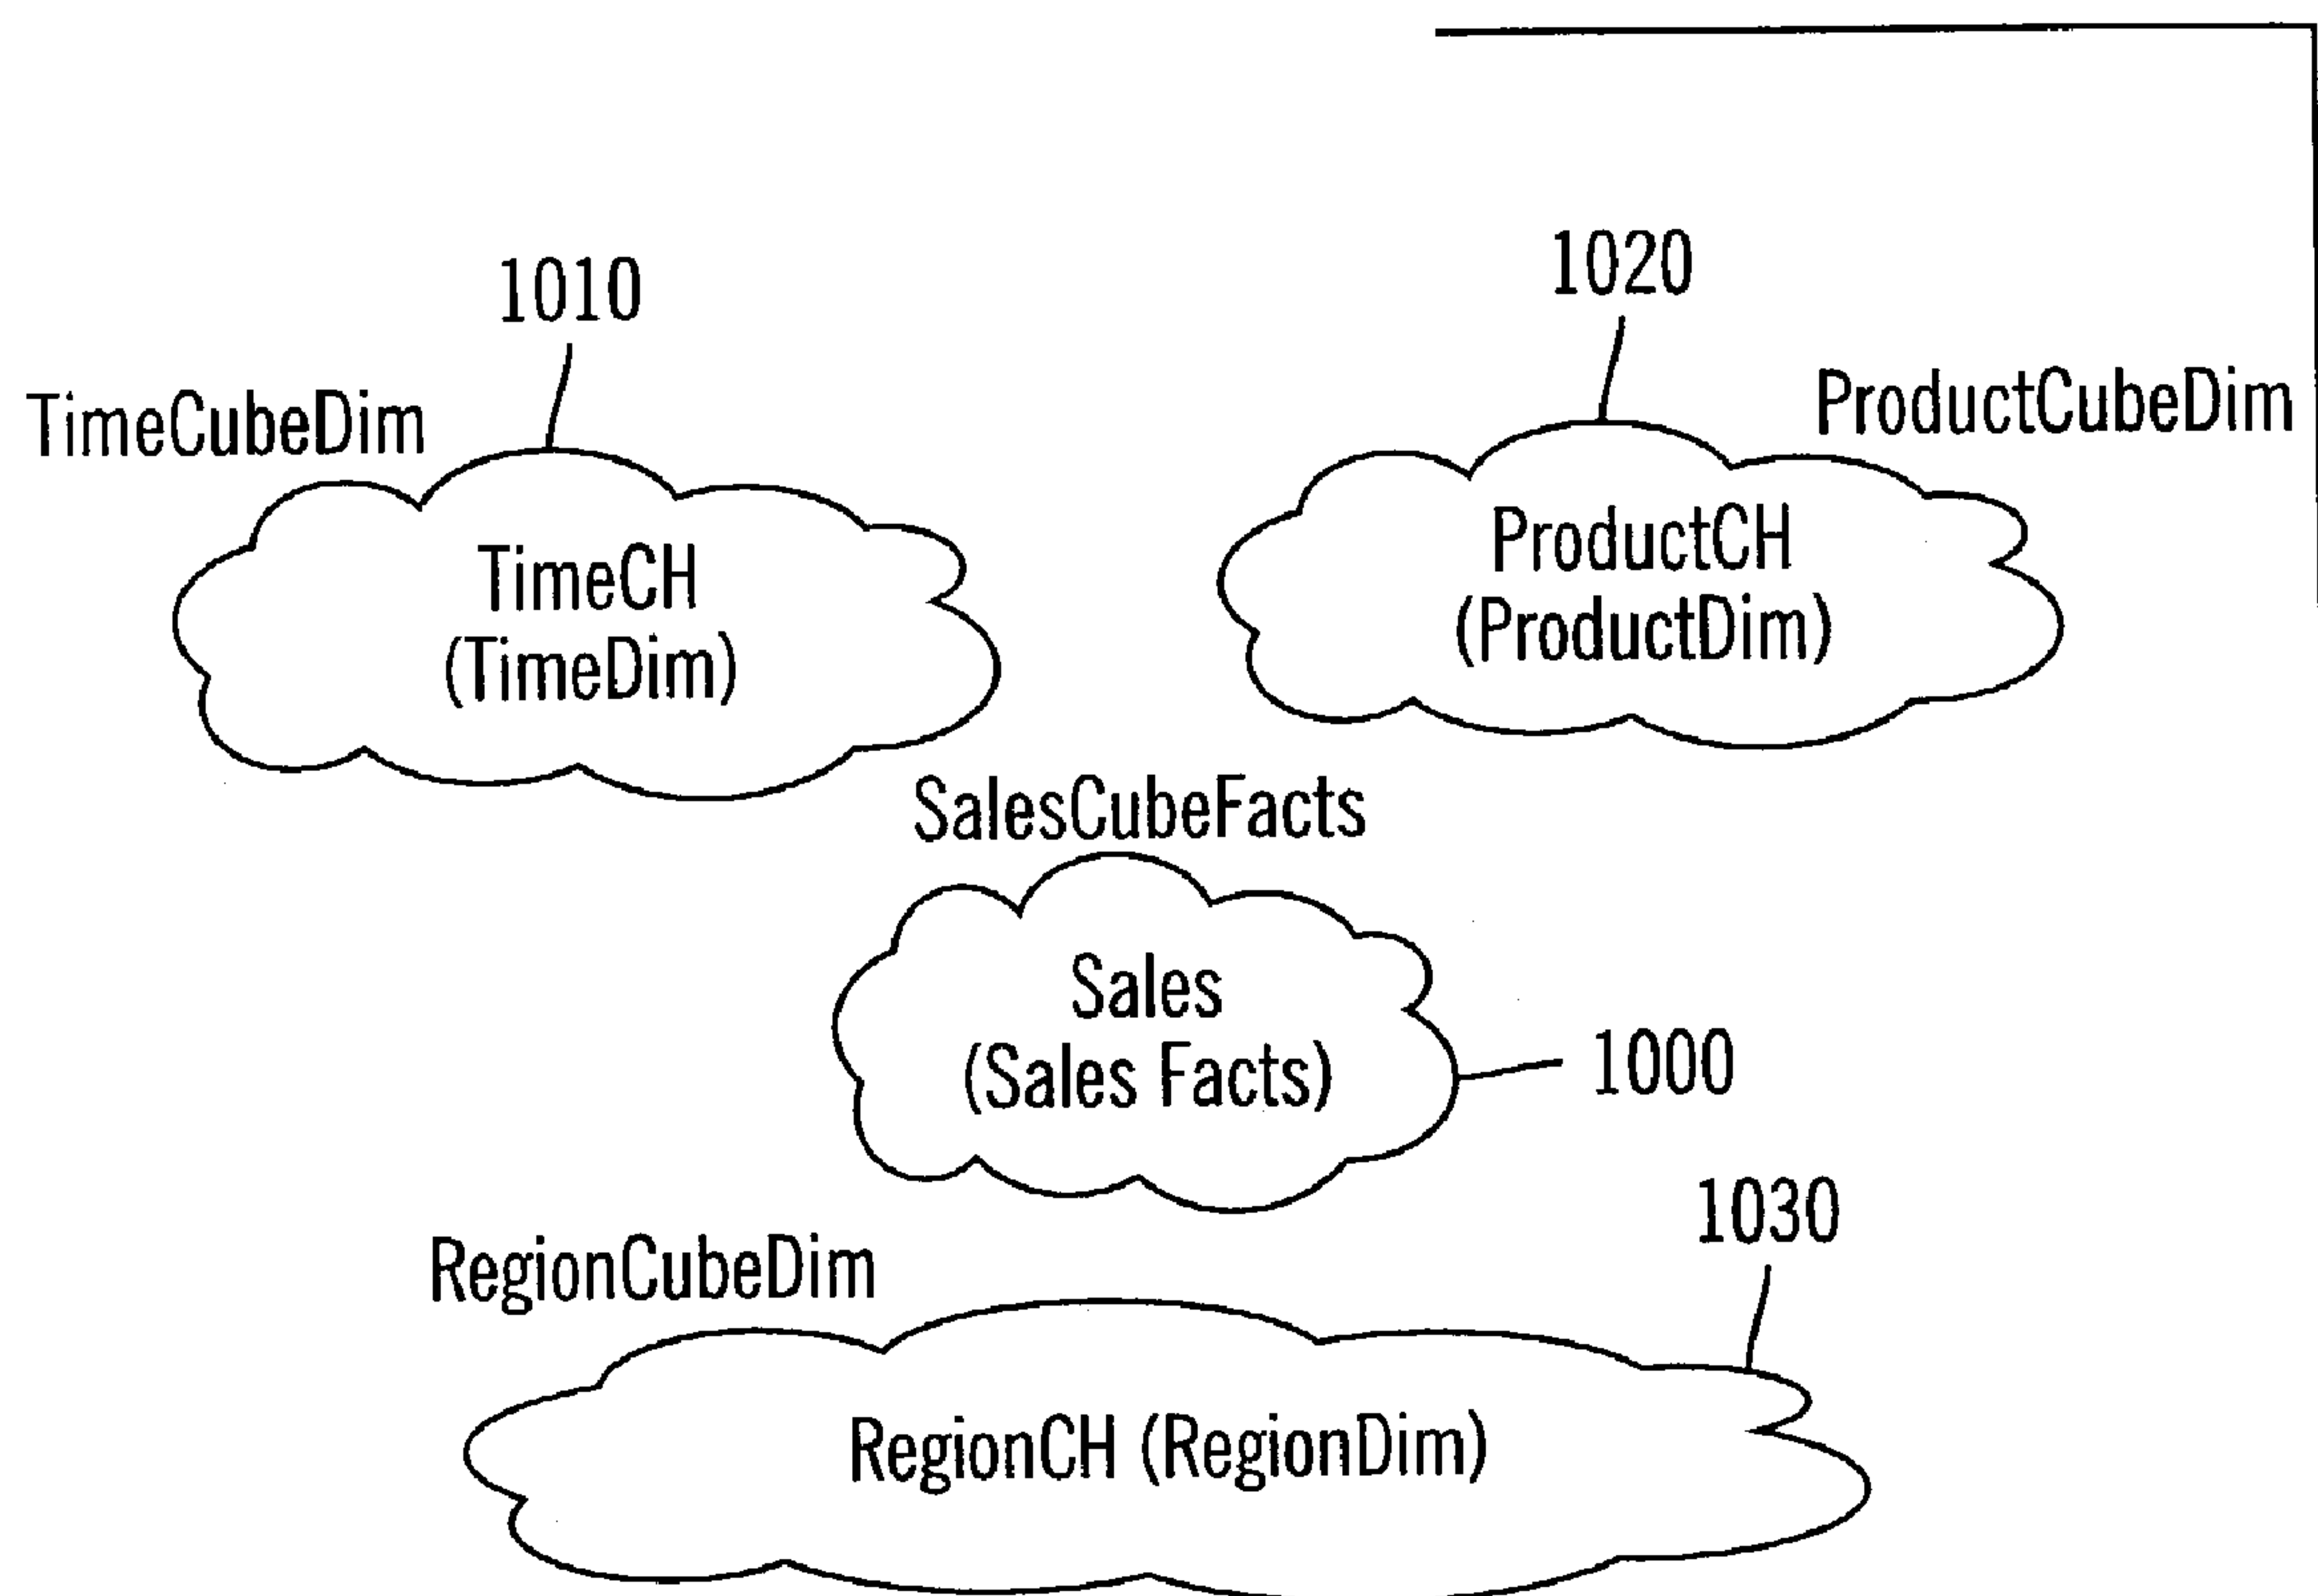 1010
1020
TimeCubeDim
ProductCubeDim
TimeCH
(TimeDim)
ProductCH
(ProductDim)
SalesCubeFacts
Sales
(Sales Facts)
1000
1030
RegionCubeDim
RegionCH (RegionDim)